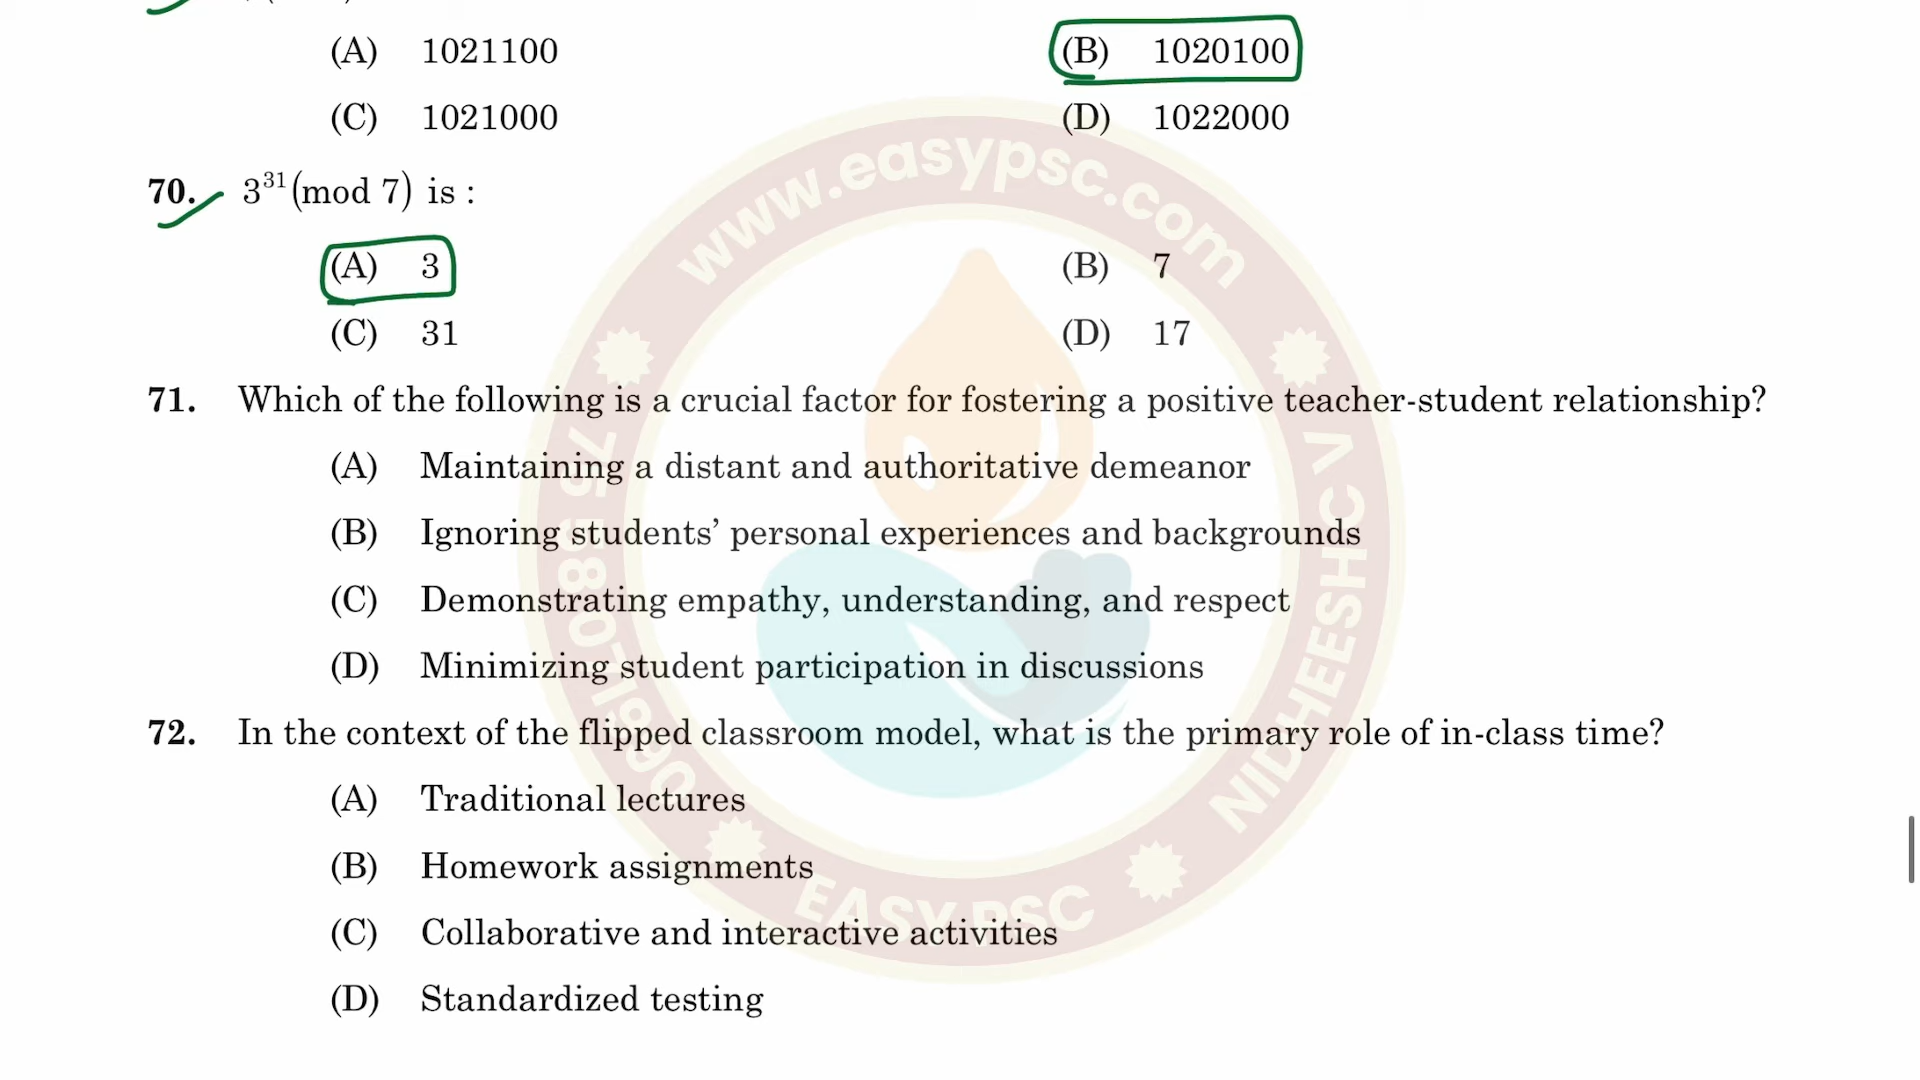 (A) 1021100 (B) 1020100
(C) 1021000 (D) 1022000
70. 3³¹(mod 7) is :
(A) 3 (B) 7
(C) 31 (D) 17
71. Which of the following is a crucial factor for fostering a positive teacher-student relationship?
(A) Maintaining a distant and authoritative demeanor
(B) Ignoring students’ personal experiences and backgrounds
(C) Demonstrating empathy, understanding, and respect
(D) Minimizing student participation in discussions
72. In the context of the flipped classroom model, what is the primary role of in-class time?
(A) Traditional lectures
(B) Homework assignments
(C) Collaborative and interactive activities
(D) Standardized testing
www.easypsc.com
NIDHEESH C V
EASY PSC